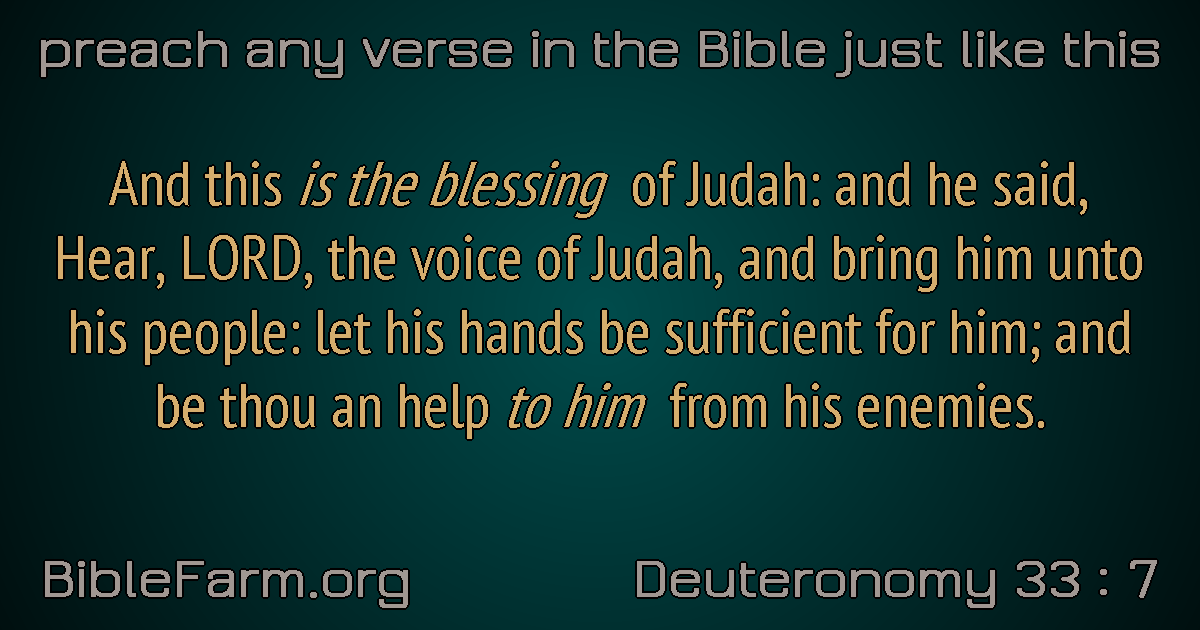 preach any verse in the Bible just like this
And this is the blessing of Judah: and he said,
Hear, LORD, the voice of Judah, and bring him unto
his people: let his hands be sufficient for him; and
be thou an help to him from his enemies.
BibleFarm.org
Deuteronomy 33 : 7